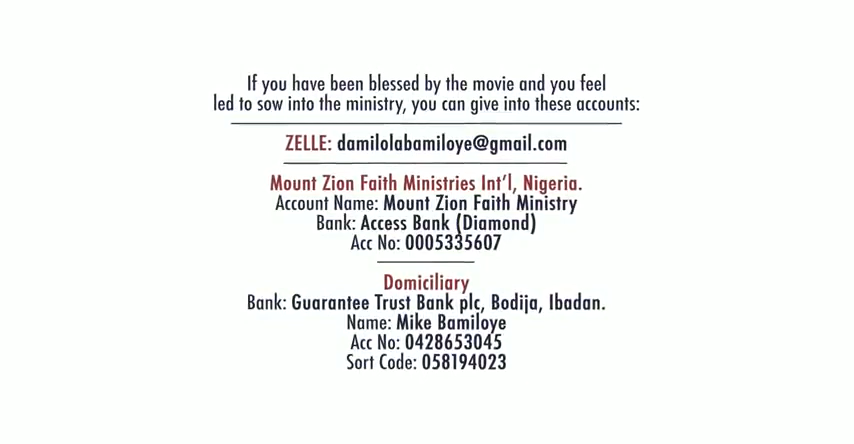 If you have been blessed by the movie and you feel
led to sow into the ministry, you can give into these accounts:
ZELLE: damilolabamiloye@gmail.com
Mount Zion Faith Ministries Int'l, Nigeria.
Account Name: Mount Zion Faith Ministry
Bank: Access Bank (Diamond)
Acc No: 0005335607
Domiciliary
Bank: Guarantee Trust Bank plc, Bodija, Ibadan.
Name: Mike Bamiloye
Acc No: 0428653045
Sort Code: 058194023